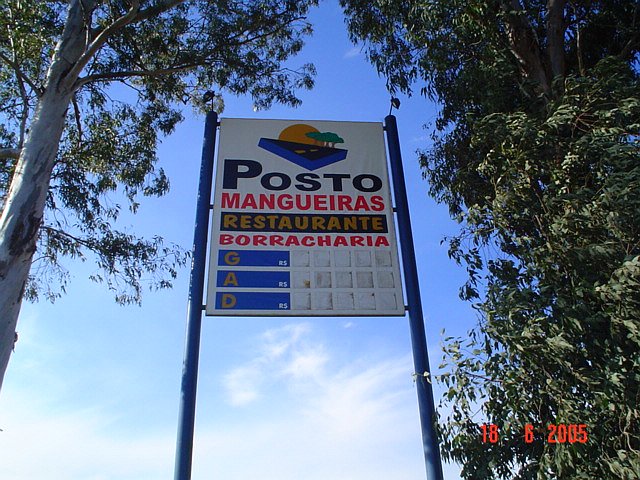 POSTO
MANGUEIRAS
RESTAURANTE
BORRACHARIA
G R$
A R$
D R$
18 6 2005